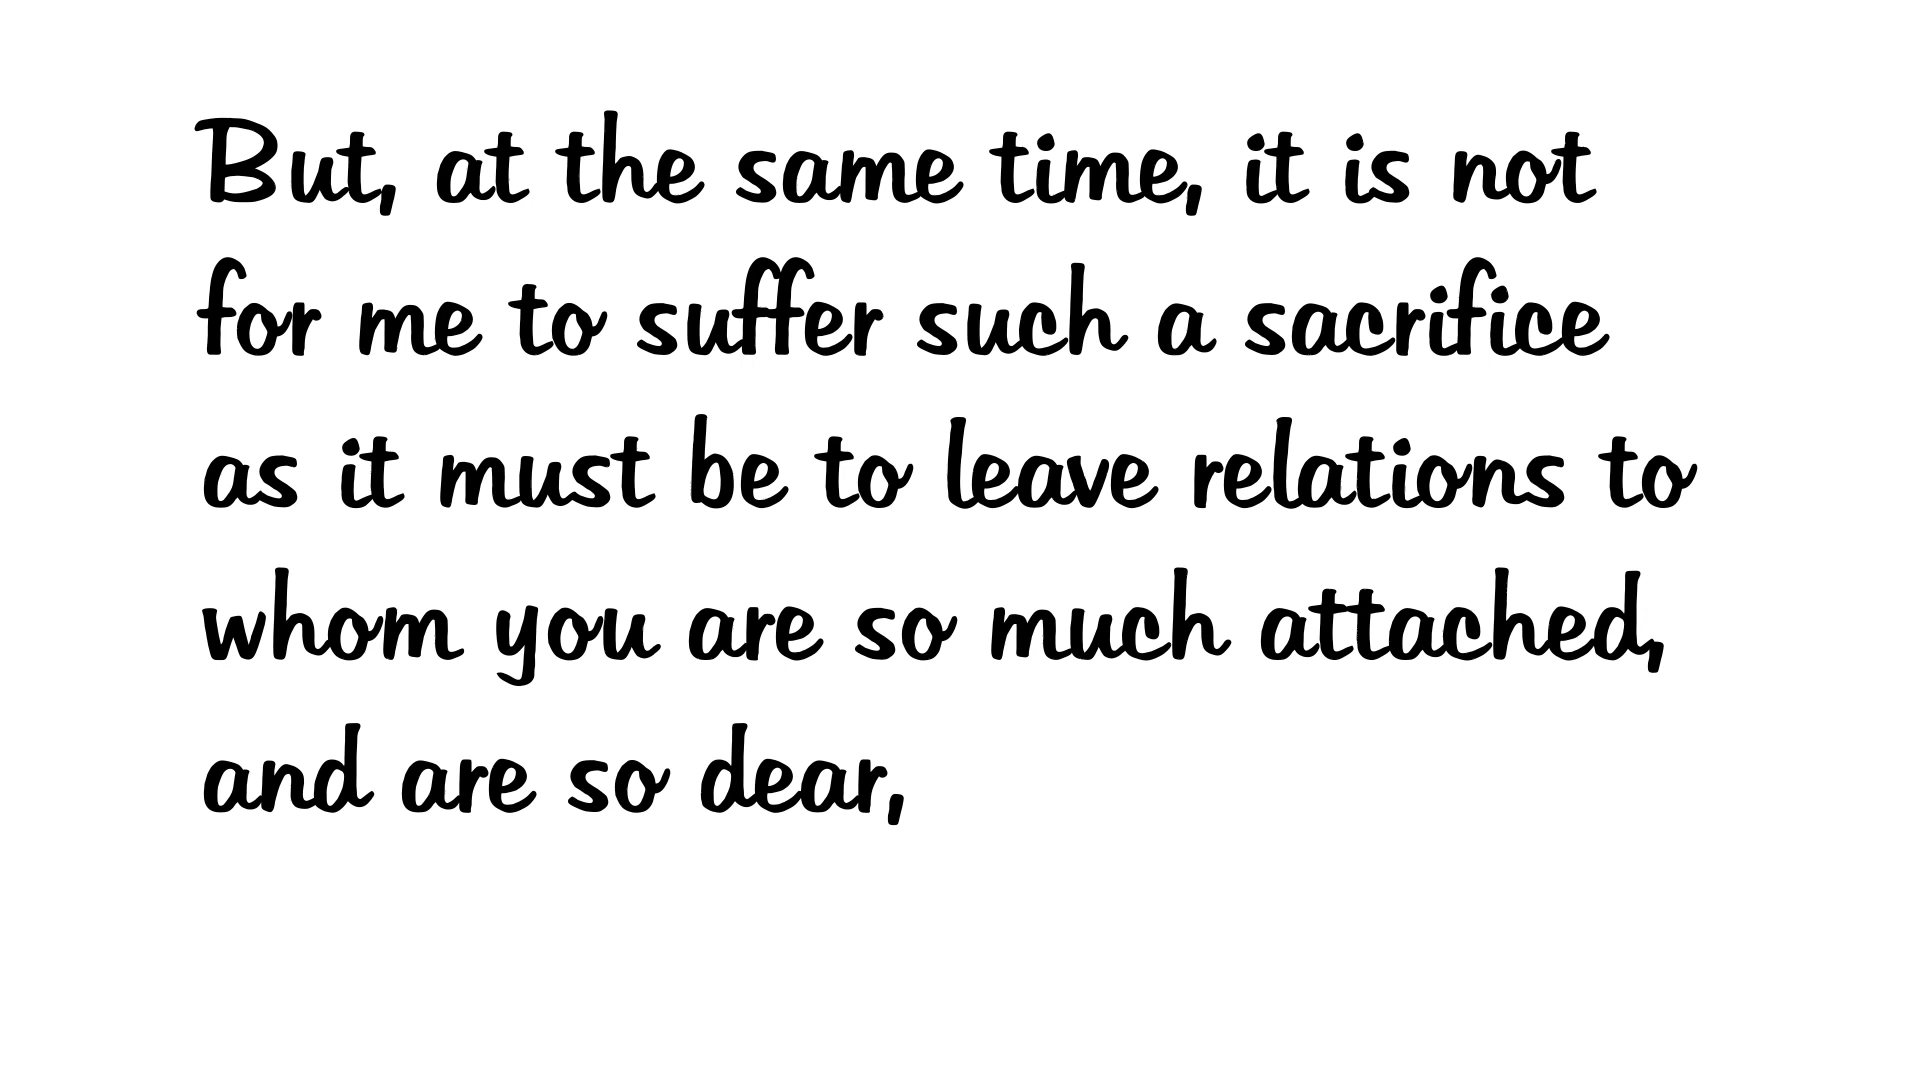 But, at the same time, it is not
for me to suffer such a sacrifice
as it must be to leave relations to
whom you are so much attached,
and are so dear,